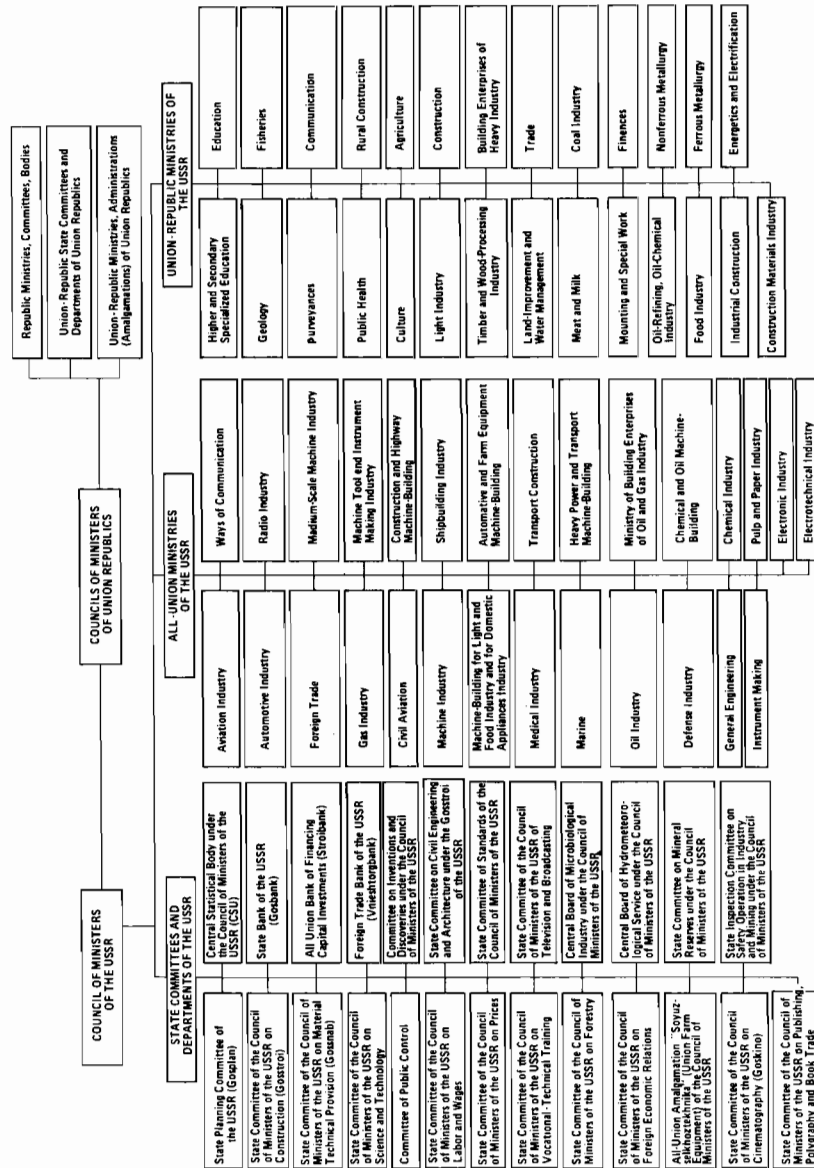 COUNCIL OF MINISTERS
OF THE USSR
COUNCILS OF MINISTERS
OF UNION REPUBLICS
Republic Ministries, Committees, Bodies
Union-Republic State Committees and
Departments of Union Republics
Union-Republic Ministries, Administrations
(Amalgamations) of Union Republics
STATE COMMITTEES AND
DEPARTMENTS OF THE USSR
State Planning Committee of
the USSR (Gosplan)
State Committee of the Council
of Ministers of the USSR on
Construction (Gosstroi)
State Committee of the Council of
Ministers of the USSR on Material
Technical Provision (Gossnab)
State Committee of the Council
of Ministers of the USSR on
Science and Technology
Committee of Public Control
State Committee of the Council
of Ministers of the USSR on
Labor and Wages
State Committee of the Council
of Ministers of the USSR on Prices
State Committee of the Council
of Ministers of the USSR on
Vocational-Technical Training
State Committee of the Council of
Ministers of the USSR on Forestry
State Committee of the Council
of Ministers of the USSR on
Foreign Economic Relations
All-Union Amalgamation "Soyuz-
selkhoztekhnika" (Union Farm
Equipment) of the Council of
Ministers of the USSR
State Committee of the Council
of Ministers of the USSR on
Cinematography (Goskino)
State Committee of the Council of
Ministers of the USSR on Publishing,
Polygraphy and Book Trade
Central Statistical Body under
the Council of Ministers of the
USSR (CSU)
State Bank of the USSR
(Gosbank)
All Union Bank of Financing
Capital Investments (Stroibank)
Foreign Trade Bank of the USSR
(Vnieshtorgbank)
Committee on Inventions and
Discoveries under the Council
of Ministers of the USSR
State Committee on Civil Engineering
and Architecture under the Gosstroi
of the USSR
State Committee of Standards of the
Council of Ministers of the USSR
State Committee of the Council
of Ministers of the USSR of
Television and Broadcasting
Central Board of Microbiological
Industry under the Council of
Ministers of the USSR
Central Board of Hydrometeoro-
logical Service under the Council
of Ministers of the USSR
State Committee on Mineral
Reserves under the Council
of Ministers of the USSR
State Inspection Committee on
Safety Operation in Industry
and Mining under the Council
of Ministers of the USSR
ALL-UNION MINISTRIES
OF THE USSR
Aviation Industry
Automotive Industry
Foreign Trade
Gas Industry
Civil Aviation
Machine Industry
Machine-Building for Light and
Food Industry and for Domestic
Appliances Industry
Medical Industry
Marine
Oil Industry
Defense Industry
General Engineering
Instrument Making
Ways of Communication
Radio Industry
Medium-Scale Machine Industry
Machine Tool end Instrument
Making Industry
Construction and Highway
Machine-Building
Shipbuilding Industry
Automotive and Farm Equipment
Machine-Building
Transport Construction
Heavy Power and Transport
Machine-Building
Ministry of Building Enterprises
of Oil and Gas Industry
Chemical and Oil Machine-
Building
Chemical Industry
Pulp and Paper Industry
Electronic Industry
Electrotechnical Industry
UNION-REPUBLIC MINISTRIES OF
THE USSR
Higher and Secondary
Specialized Education
Geology
Purveyances
Public Health
Culture
Light Industry
Timber and Wood-Processing
Industry
Land-Improvement and
Water Management
Meat and Milk
Mounting and Special Work
Oil-Refining, Oil-Chemical
Industry
Food Industry
Industrial Construction
Construction Materials Industry
Education
Fisheries
Communication
Rural Construction
Agriculture
Construction
Building Enterprises of
Heavy Industry
Trade
Coal Industry
Finances
Nonferrous Metallurgy
Ferrous Metallurgy
Energetics and Electrification